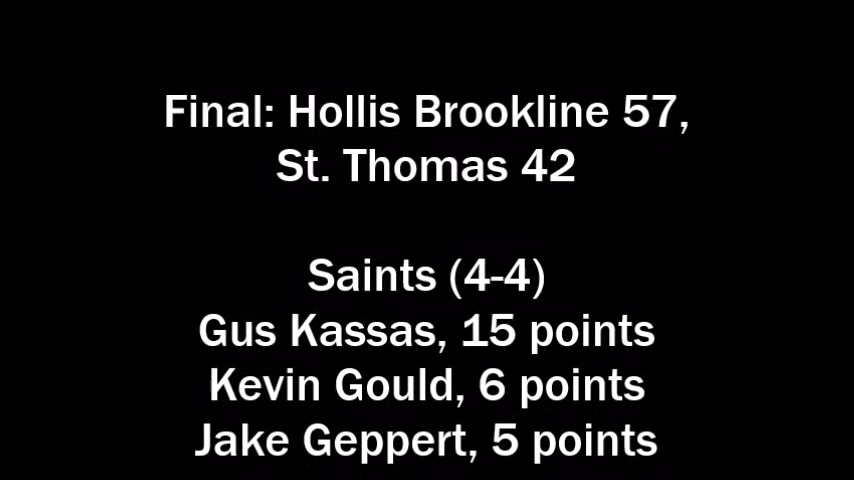 Final: Hollis Brookline 57,
St. Thomas 42
Saints (4-4)
Gus Kassas, 15 points
Kevin Gould, 6 points
Jake Geppert, 5 points